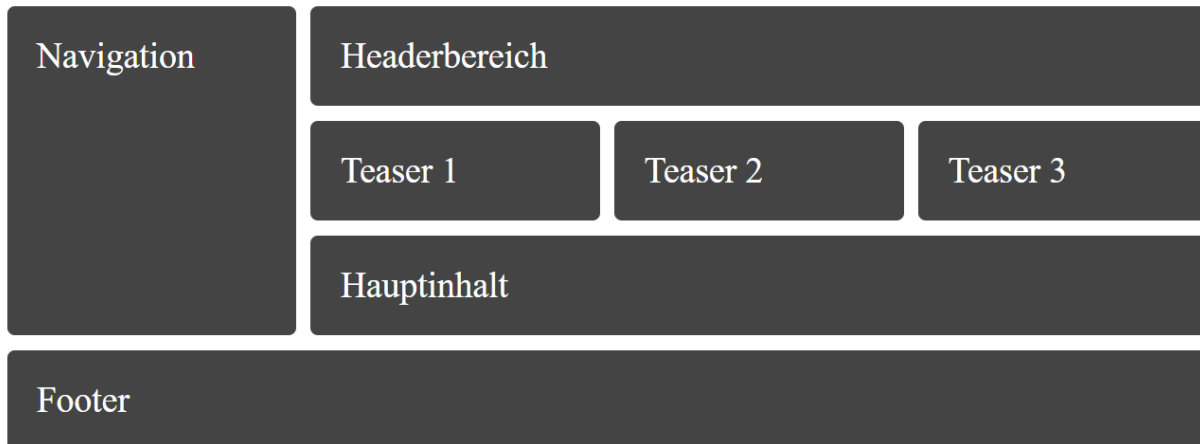 Navigation
Headerbereich
Teaser 1
Teaser 2
Teaser 3
Hauptinhalt
Footer